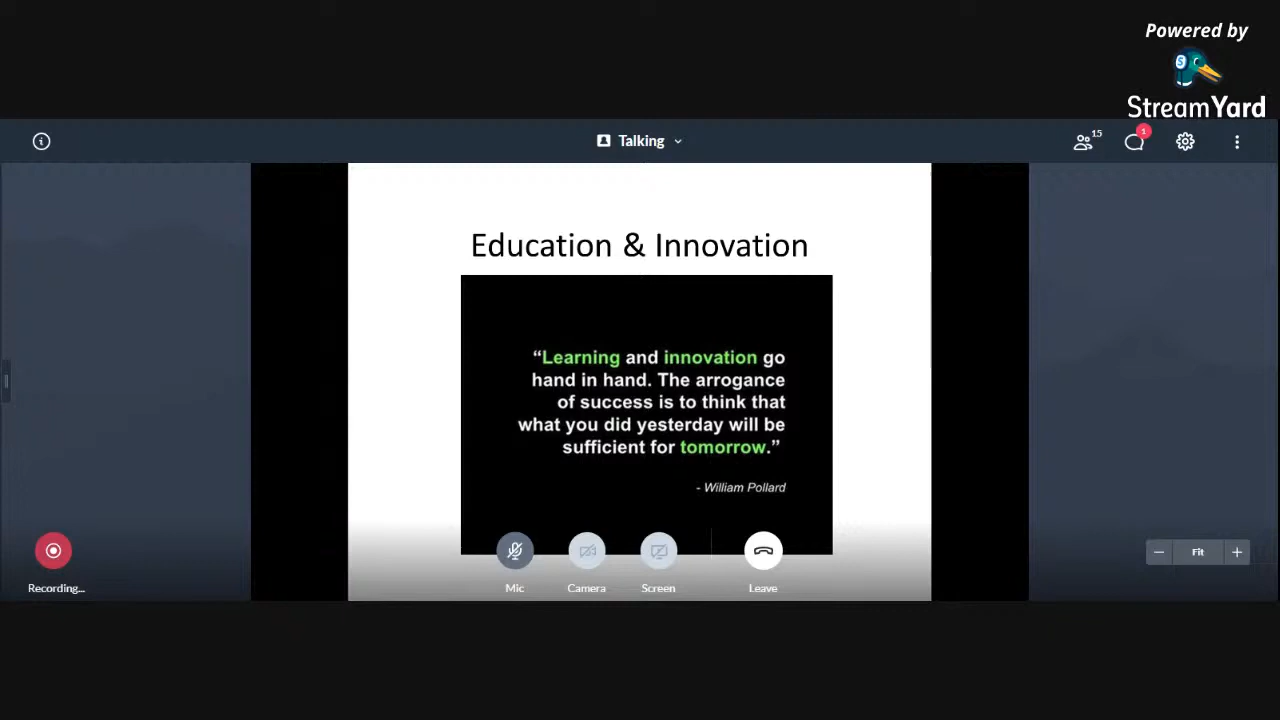 Powered by
StreamYard
Talking
15
1
Education & Innovation
“Learning and innovation go
hand in hand. The arrogance
of success is to think that
what you did yesterday will be
sufficient for tomorrow.”
- William Pollard
Recording...
Mic
Camera
Screen
Leave
Fit